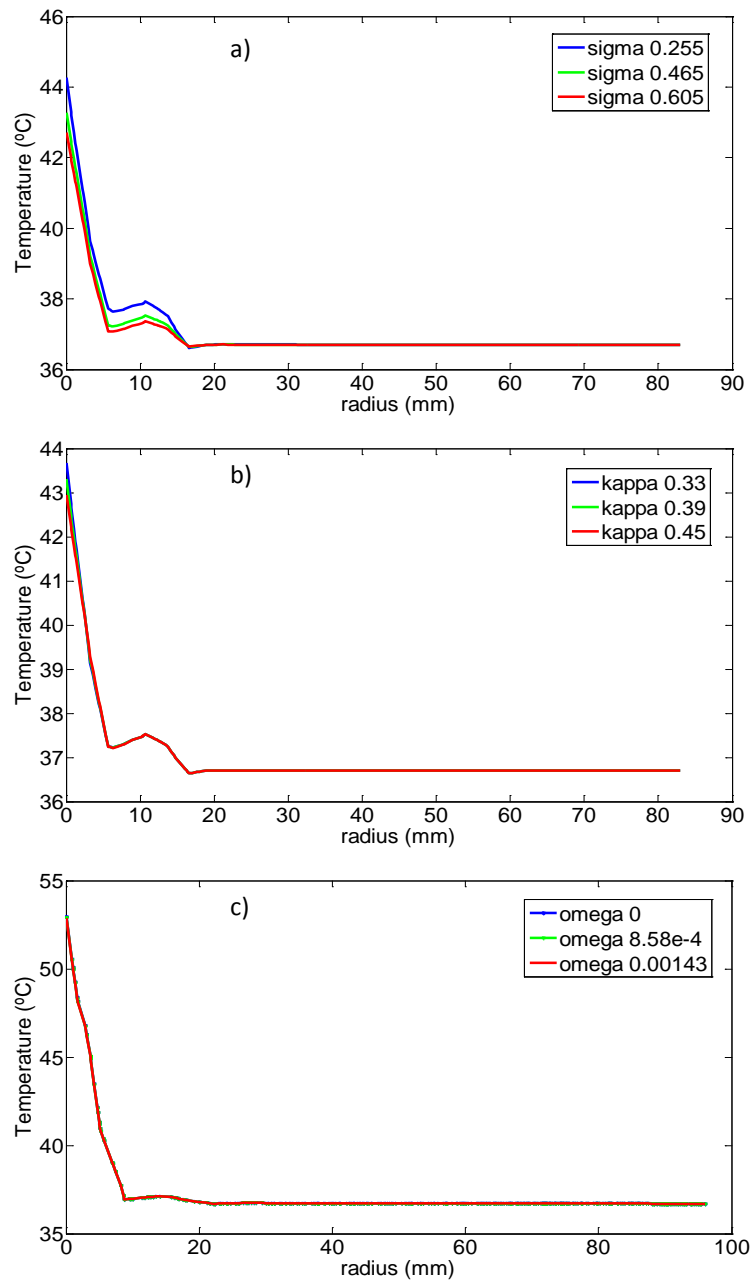 a)
46
44
42
40
38
36
Temperature (ºC)
sigma 0.255
sigma 0.465
sigma 0.605
0 10 20 30 40 50 60 70 80 90
radius (mm)
b)
44
43
42
41
40
39
38
37
36
Temperature (ºC)
kappa 0.33
kappa 0.39
kappa 0.45
0 10 20 30 40 50 60 70 80 90
radius (mm)
c)
55
50
45
40
35
Temperature (ºC)
omega 0
omega 8.58e-4
omega 0.00143
0 20 40 60 80 100
radius (mm)